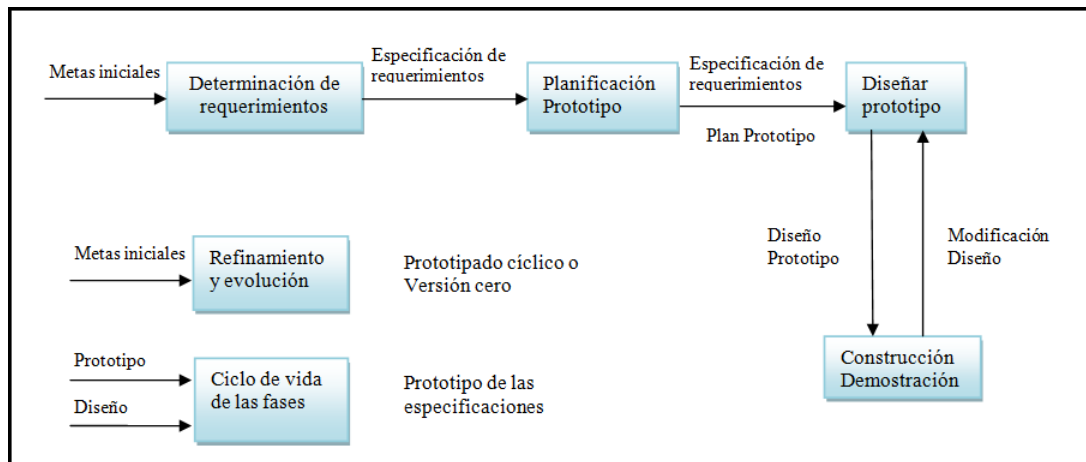 Metas iniciales
Determinación de
requerimientos
Especificación de
requerimientos
Planificación
Prototipo
Especificación de
requerimientos
Plan Prototipo
Diseñar
prototipo
Diseño
Prototipo
Modificación
Diseño
Metas iniciales
Refinamiento
y evolución
Prototipado cíclico o
Versión cero
Construcción
Demostración
Prototipo
Diseño
Ciclo de vida
de las fases
Prototipo de las
especificaciones